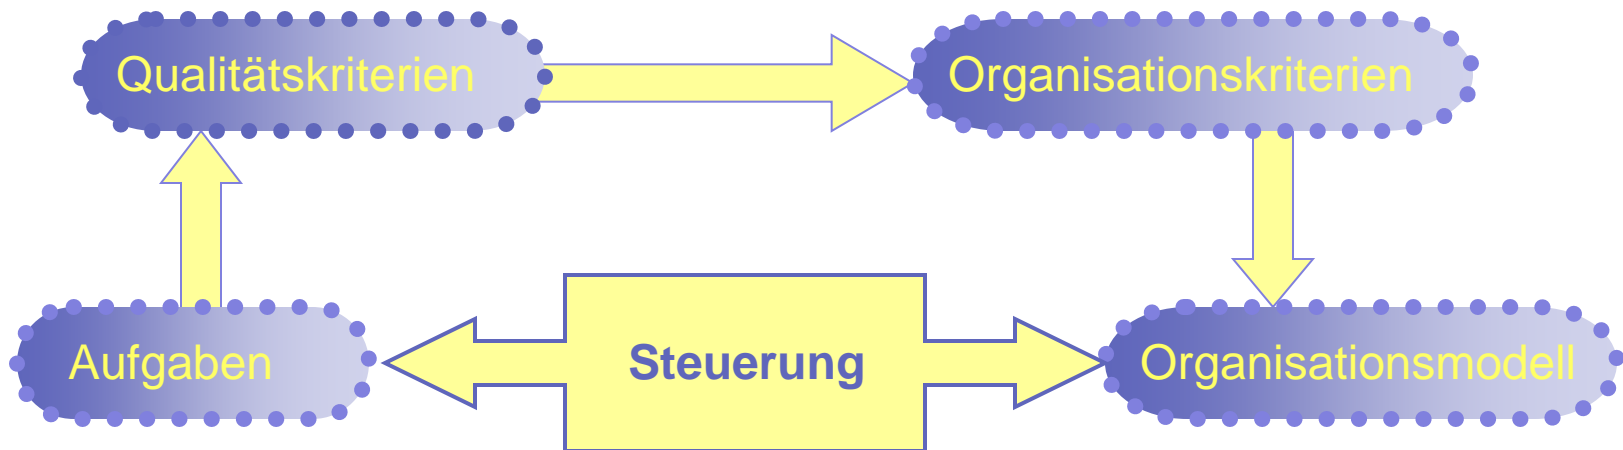 Qualitätskriterien
Organisationskriterien
Aufgaben
Steuerung
Organisationsmodell